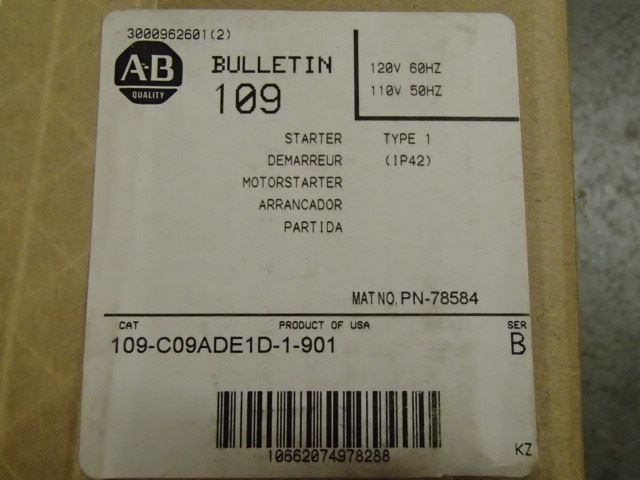 3000962601(2)
AB
QUALITY
BULLETIN
109
120V 60HZ
110V 50HZ
STARTER TYPE 1
DEMARREUR (IP42)
MOTORSTARTER
ARRANCADOR
PARTIDA
MAT NO. PN-78584
CAT PRODUCT OF USA SER
109-C09ADE1D-1-901 B
10662074978288
KZ